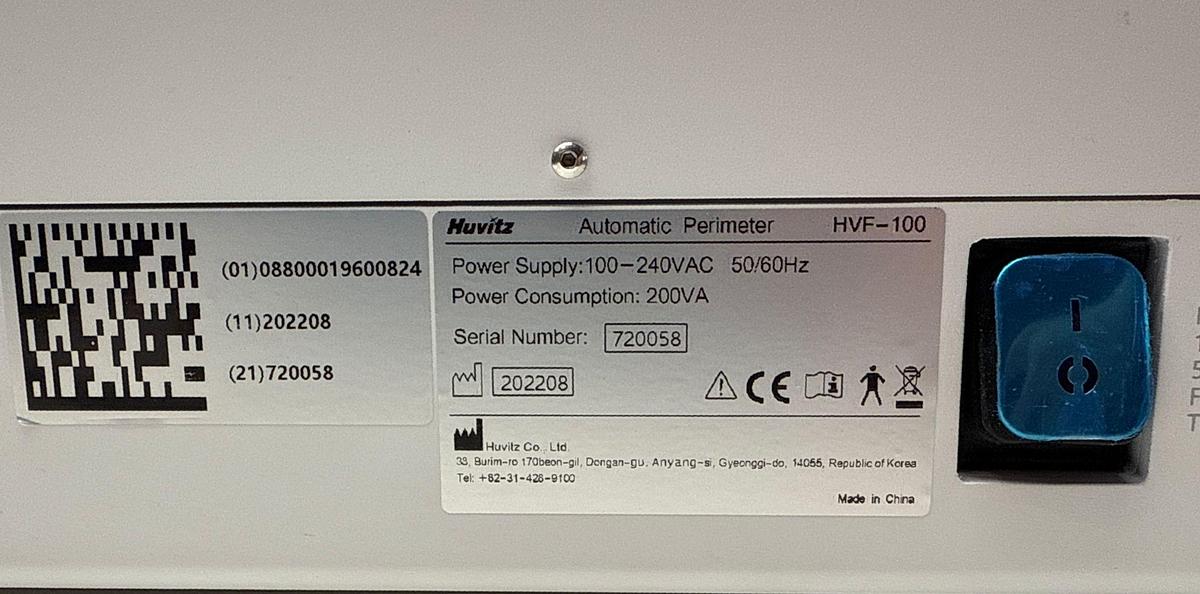 (01)08800019600824
(11)202208
(21)720058
Huvitz Automatic Perimeter HVF-100
Power Supply:100-240VAC 50/60Hz
Power Consumption: 200VA
Serial Number: 720058
202208
CE
Huvitz Co., Ltd.
38, Burim-ro 170beon-gil, Dongan-gu, Anyang-si, Gyeonggi-do, 14055, Republic of Korea
Tel: +82-31-428-9100
Made in China